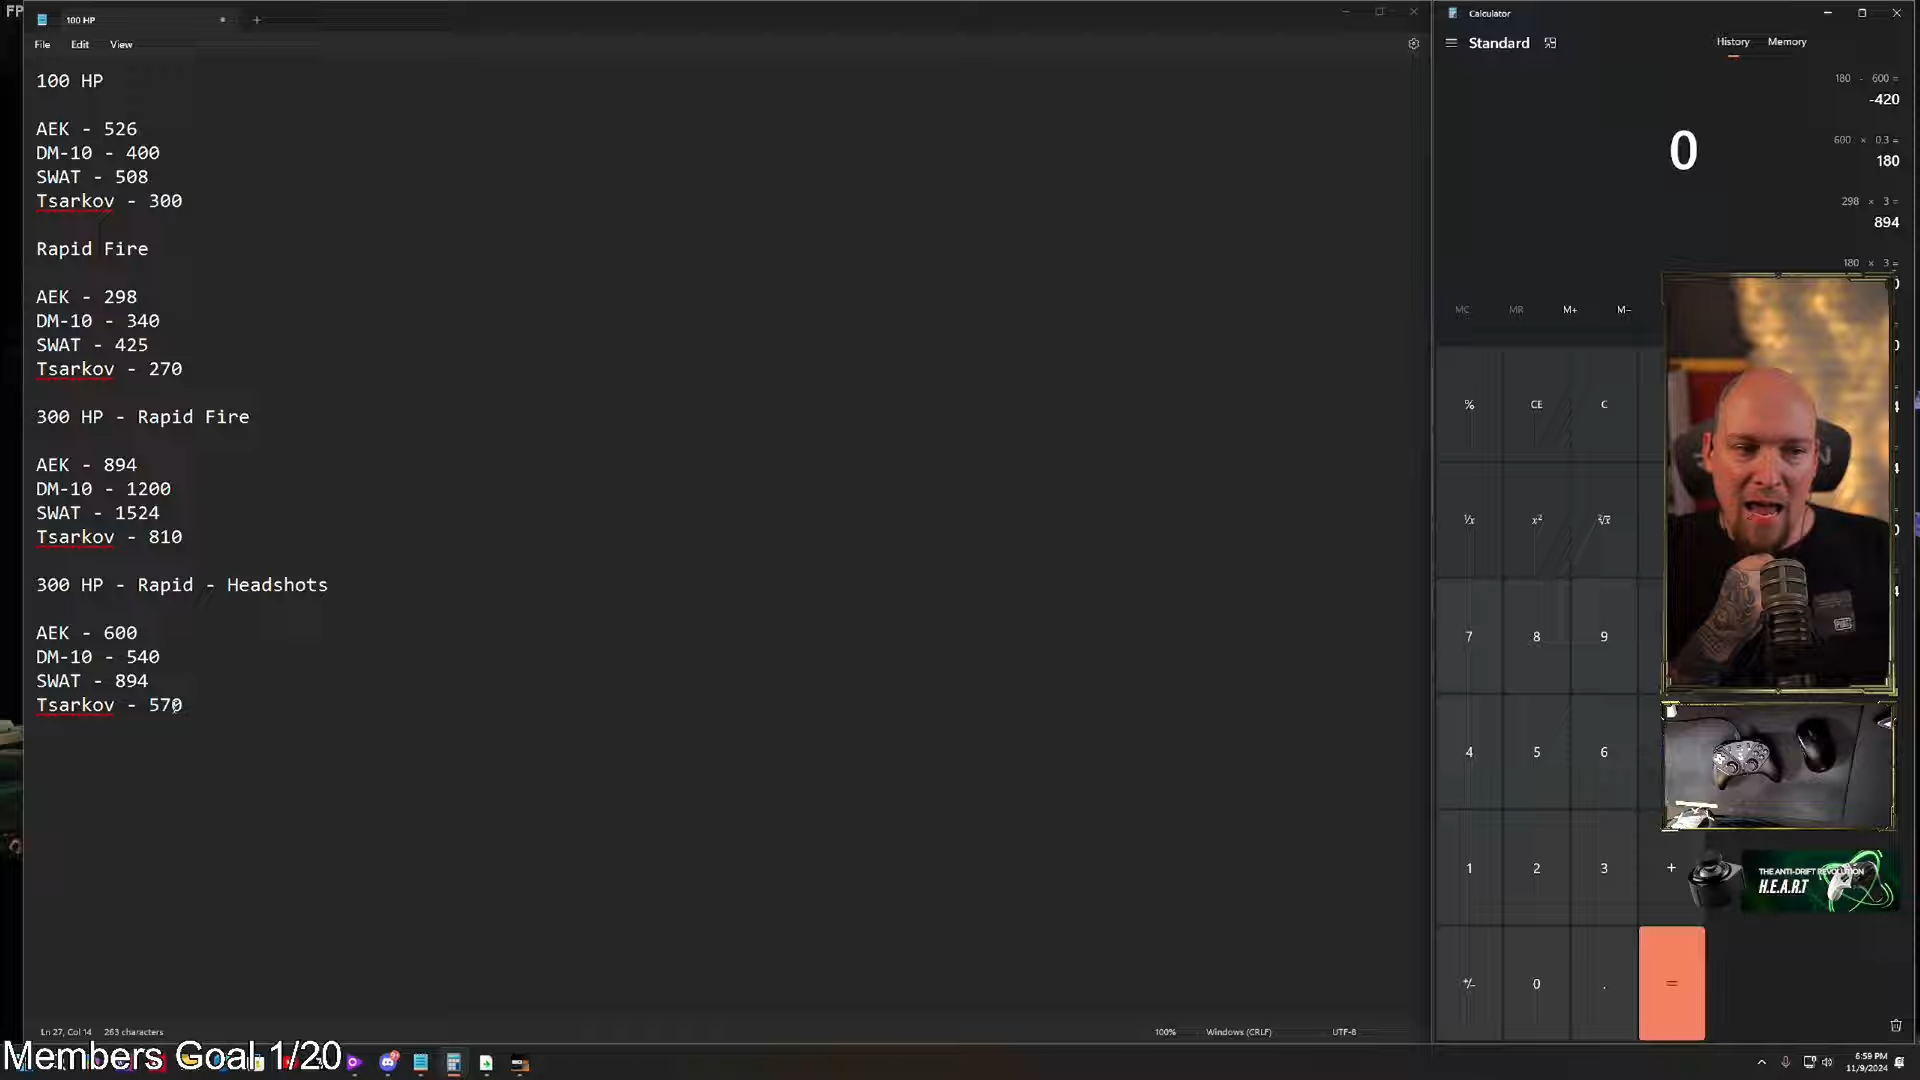 FP
100 HP
File Edit View
100 HP
AEK - 526
DM-10 - 400
SWAT - 508
Tsarkov - 300
Rapid Fire
AEK - 298
DM-10 - 340
SWAT - 425
Tsarkov - 270
300 HP - Rapid Fire
AEK - 894
DM-10 - 1200
SWAT - 1524
Tsarkov - 810
300 HP - Rapid - Headshots
AEK - 600
DM-10 - 540
SWAT - 894
Tsarkov - 570
Ln 27, Col 14 263 characters 100% Windows (CRLF) UTF-8
Calculator
Standard
History Memory
180 - 600 =
-420
0
600 × 0.3 =
180
298 × 3 =
894
180 × 3 =
MC MR M+ M-
% CE C
¹/x x² ²√x
7 8 9
4 5 6
1 2 3 +
+/- 0 . =
THE ANTI-DRIFT REVOLUTION
H.E.A.R.T
Members Goal 1/20
6:59 PM
11/9/2024